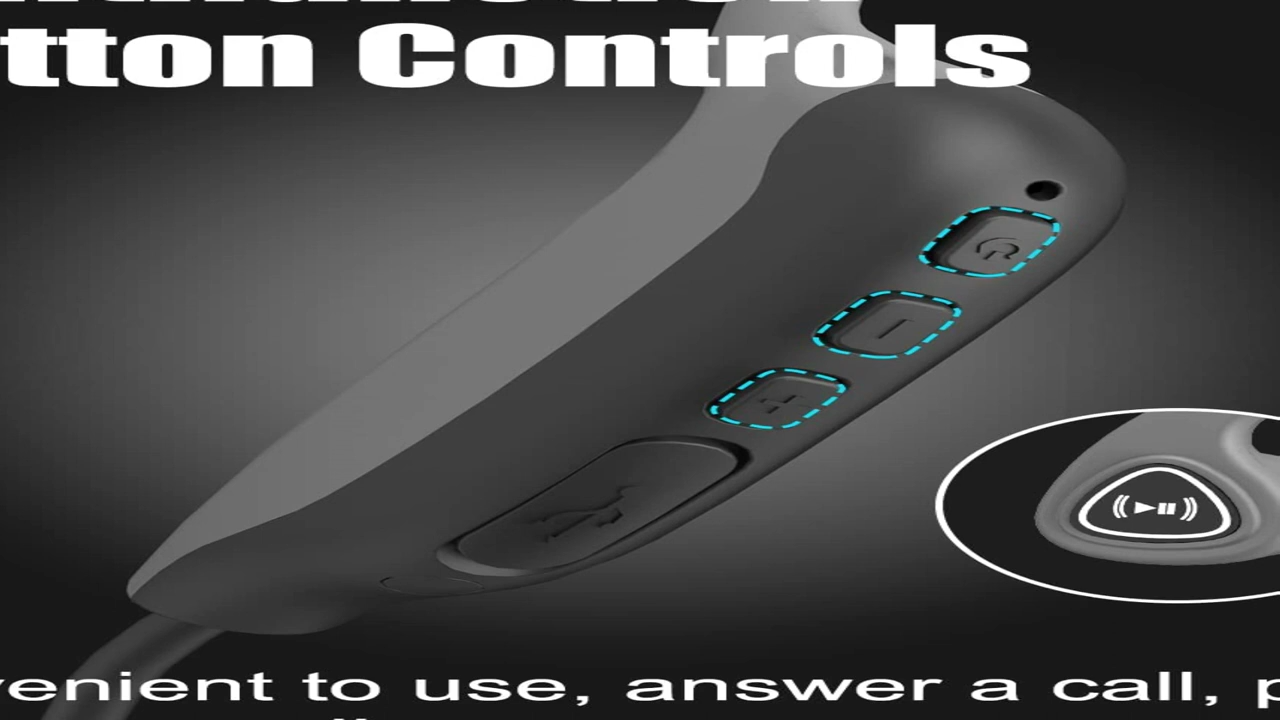 tton Controls
venient to use, answer a call, p